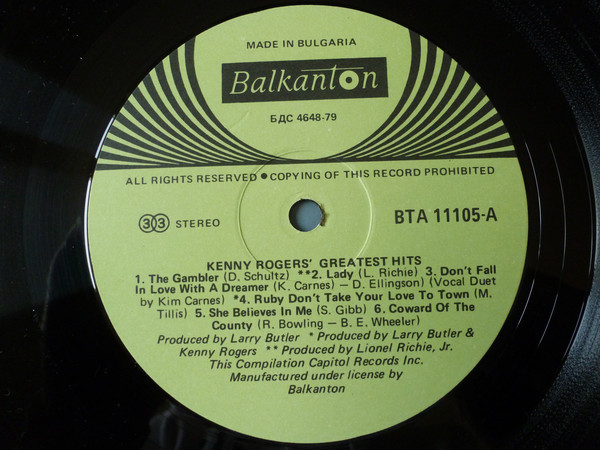 MADE IN BULGARIA
Balkanton
БДС 4648-79
ALL RIGHTS RESERVED ● COPYING OF THIS RECORD PROHIBITED
33 STEREO
BTA 11105-A
KENNY ROGERS' GREATEST HITS
1. The Gambler (D. Schultz) **2. Lady (L. Richie) 3. Don't Fall
In Love With A Dreamer (K. Carnes – D. Ellingson) (Vocal Duet
by Kim Carnes) *4. Ruby Don't Take Your Love To Town (M.
Tillis) 5. She Believes In Me (S. Gibb) 6. Coward Of The
County (R. Bowling – B. E. Wheeler)
Produced by Larry Butler * Produced by Larry Butler &
Kenny Rogers ** Produced by Lionel Richie, Jr.
This Compilation Capitol Records Inc.
Manufactured under license by
Balkanton